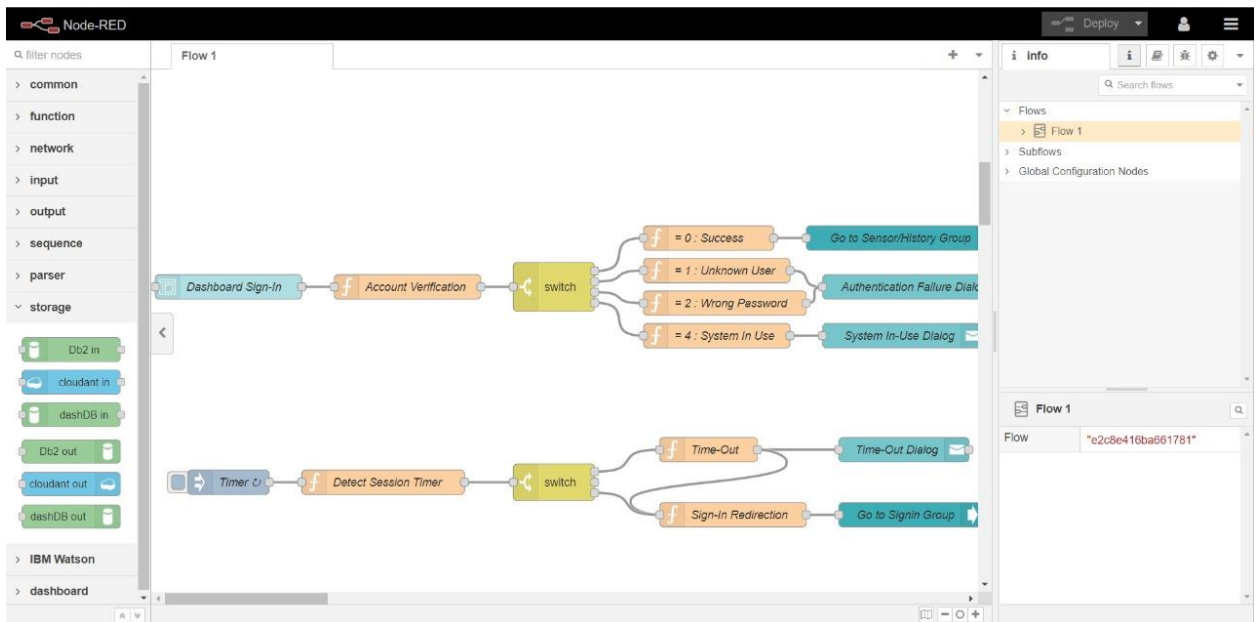 Node-RED
Deploy
filter nodes
common
function
network
input
output
sequence
parser
storage
Db2 in
cloudant in
dashDB in
Db2 out
cloudant out
dashDB out
IBM Watson
dashboard
Flow 1
Dashboard Sign-In
Account Verification
switch
= 0 : Success
= 1 : Unknown User
= 2 : Wrong Password
= 4 : System In Use
Go to Sensor/History Group
Authentication Failure Dialo
System In-Use Dialog
Timer ↻
Detect Session Timer
switch
Time-Out
Sign-In Redirection
Time-Out Dialog
Go to Signin Group
i info
i
Search flows
Flows
Flow 1
Subflows
Global Configuration Nodes
Flow 1
Flow "e2c8e416ba661781"